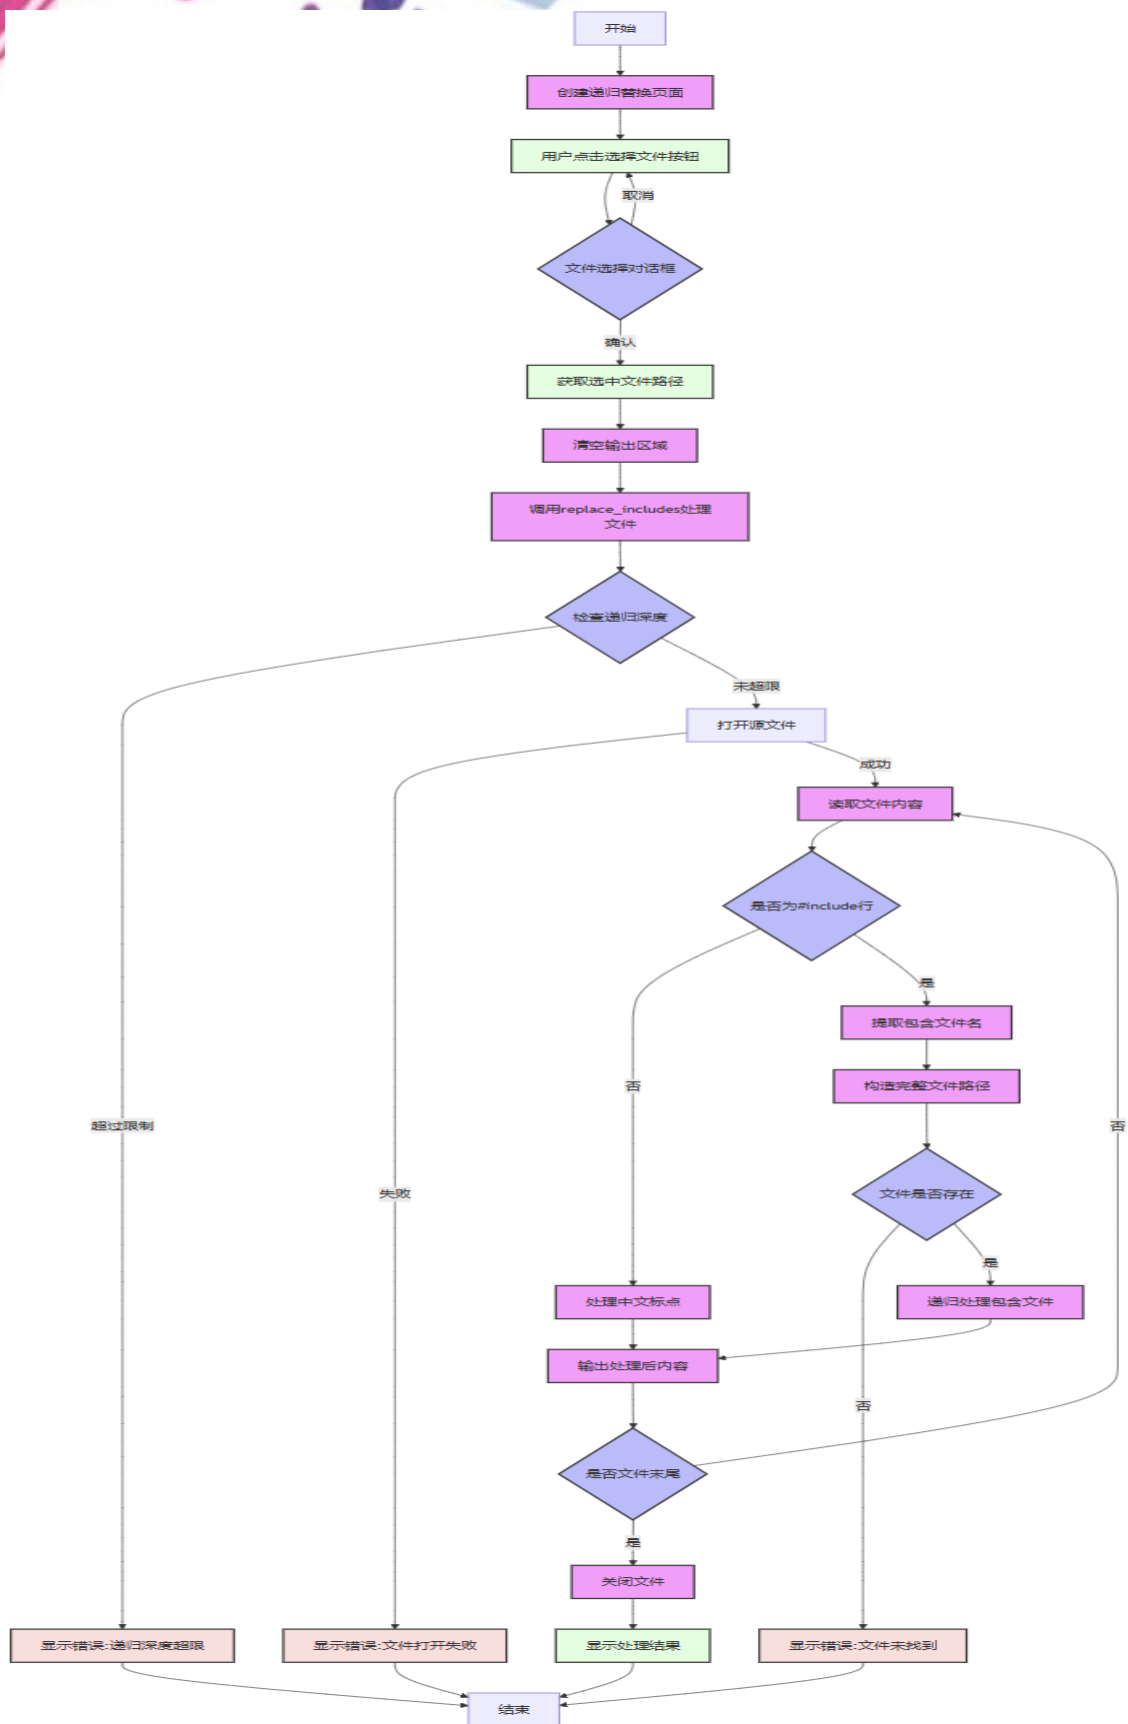 开始
创建递归替换页面
用户点击选择文件按钮
取消
文件选择对话框
确认
获取选中文件路径
清空输出区域
调用replace_includes处理
文件
检查递归深度
未超限
打开源文件
成功
读取文件内容
是否为#include行
是
提取包含文件名
否
构造完整文件路径
超过限制
否
失败
文件是否存在
是
处理中文标点
递归处理包含文件
输出处理后内容
否
是否文件末尾
是
关闭文件
显示错误:递归深度超限
显示错误:文件打开失败
显示处理结果
显示错误:文件未找到
结束